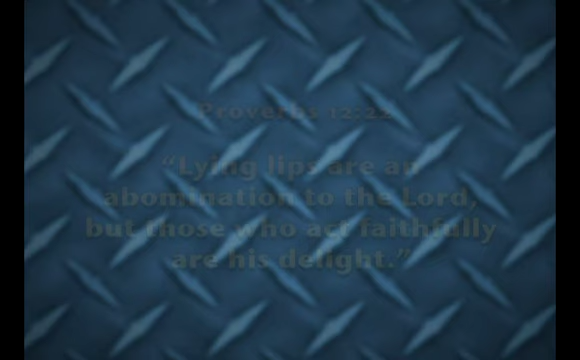 Proverbs 12:22
“Lying lips are an
abomination to the Lord,
but those who act faithfully
are his delight.”